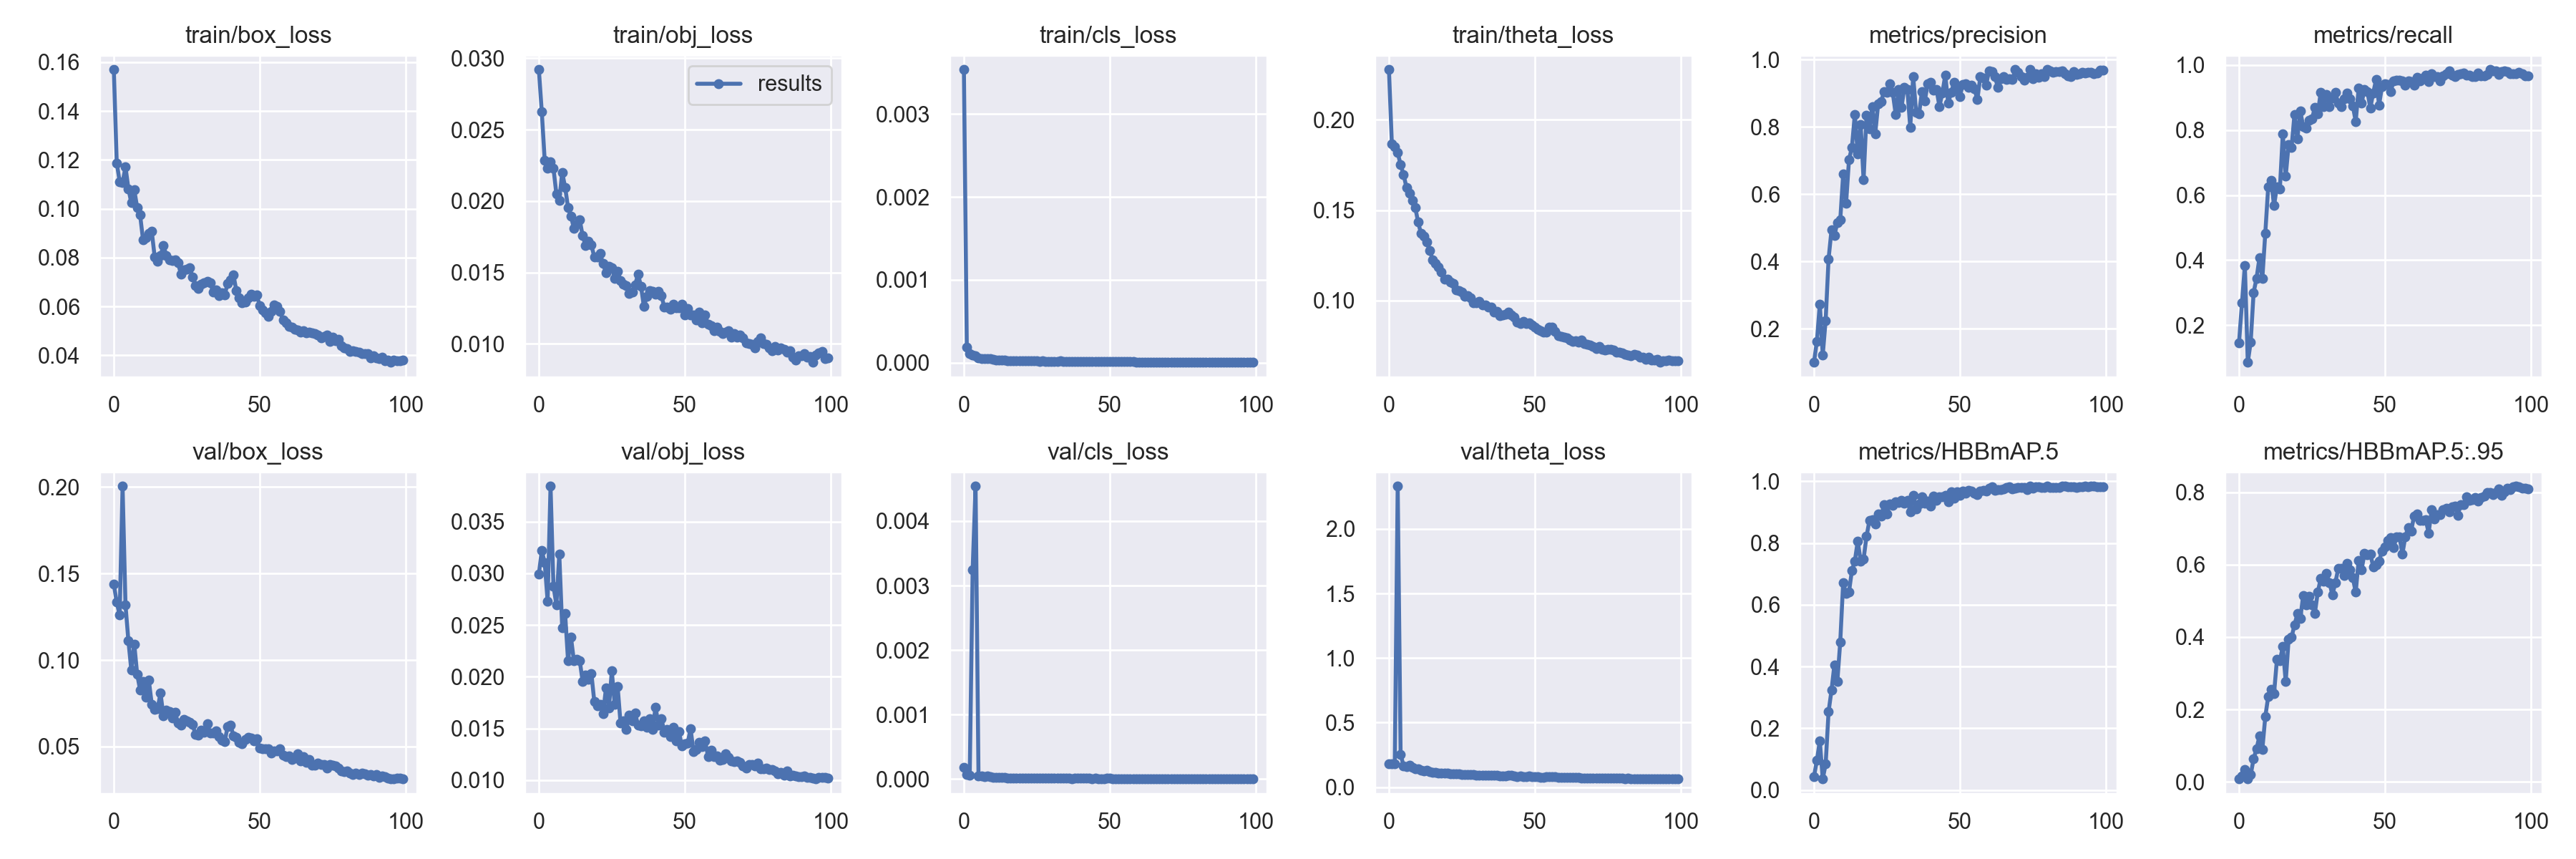 train/box_loss
train/obj_loss
train/cls_loss
train/theta_loss
metrics/precision
metrics/recall
0.16
0.14
0.12
0.10
0.08
0.06
0.04
0 50 100
results
0.030
0.025
0.020
0.015
0.010
0 50 100
0.003
0.002
0.001
0.000
0 50 100
0.20
0.15
0.10
0 50 100
1.0
0.8
0.6
0.4
0.2
0 50 100
1.0
0.8
0.6
0.4
0.2
0 50 100
val/box_loss
val/obj_loss
val/cls_loss
val/theta_loss
metrics/HBBmAP.5
metrics/HBBmAP.5:.95
0.20
0.15
0.10
0.05
0 50 100
0.035
0.030
0.025
0.020
0.015
0.010
0 50 100
0.004
0.003
0.002
0.001
0.000
0 50 100
2.0
1.5
1.0
0.5
0.0
0 50 100
1.0
0.8
0.6
0.4
0.2
0.0
0 50 100
0.8
0.6
0.4
0.2
0.0
0 50 100